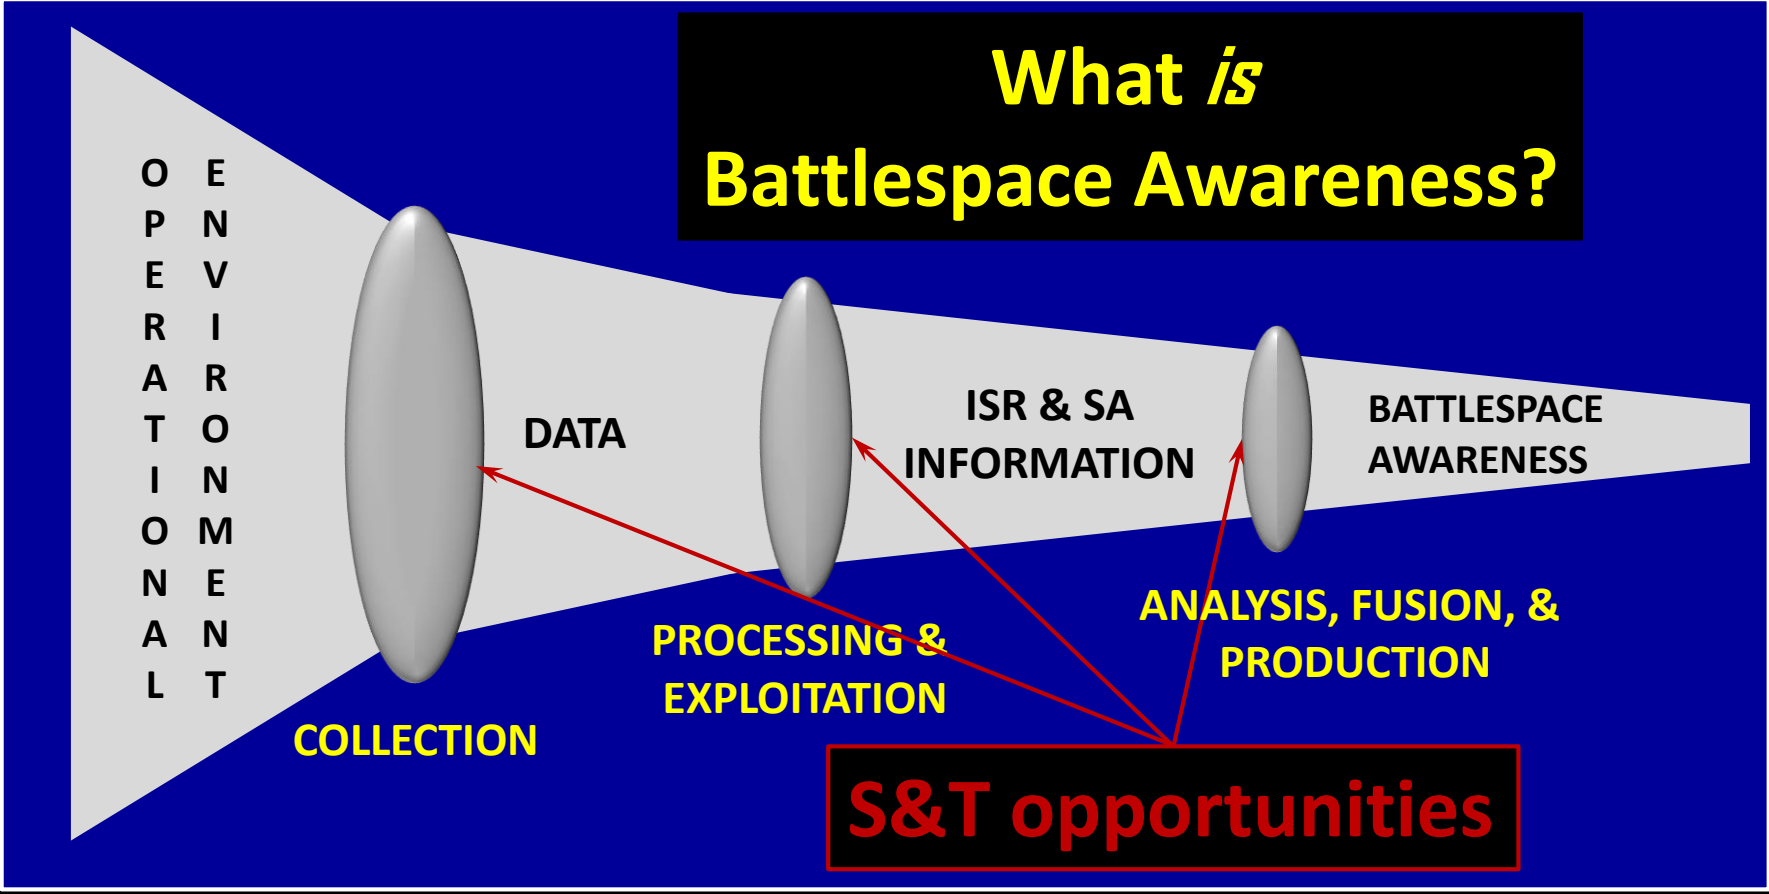 What is
Battlespace Awareness?
OPERATIONAL
ENVIRONMENT
DATA
ISR & SA
INFORMATION
BATTLESPACE
AWARENESS
COLLECTION
PROCESSING &
EXPLOITATION
ANALYSIS, FUSION, &
PRODUCTION
S&T opportunities